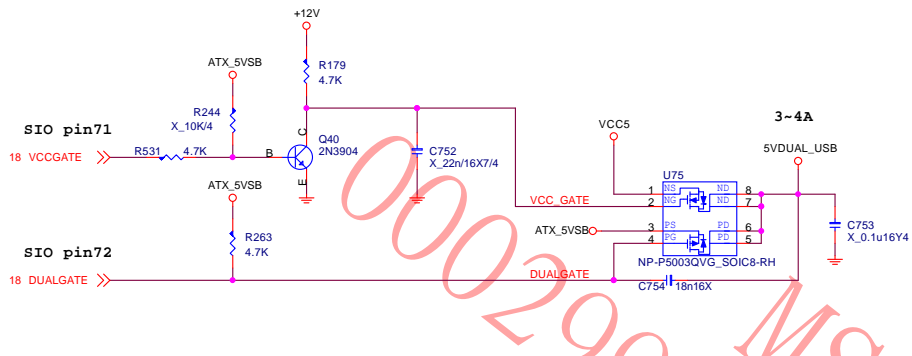 +12V
ATX_5VSB
R179
4.7K
R244
X_10K/4
3~4A
SIO pin71
Q40
2N3904
VCC5
5VDUAL_USB
18 VCCGATE
R531 4.7K
B
C
E
C752
X_22n/16X7/4
U75
1 NS ND 8
2 NG ND 7
VCC_GATE
ATX_5VSB
3 PS PD 6
4 PG PD 5
ATX_5VSB
C753
X_0.1u16Y4
R263
4.7K
SIO pin72
NP-P5003QVG_SOIC8-RH
18 DUALGATE
DUALGATE
C754 18n16X